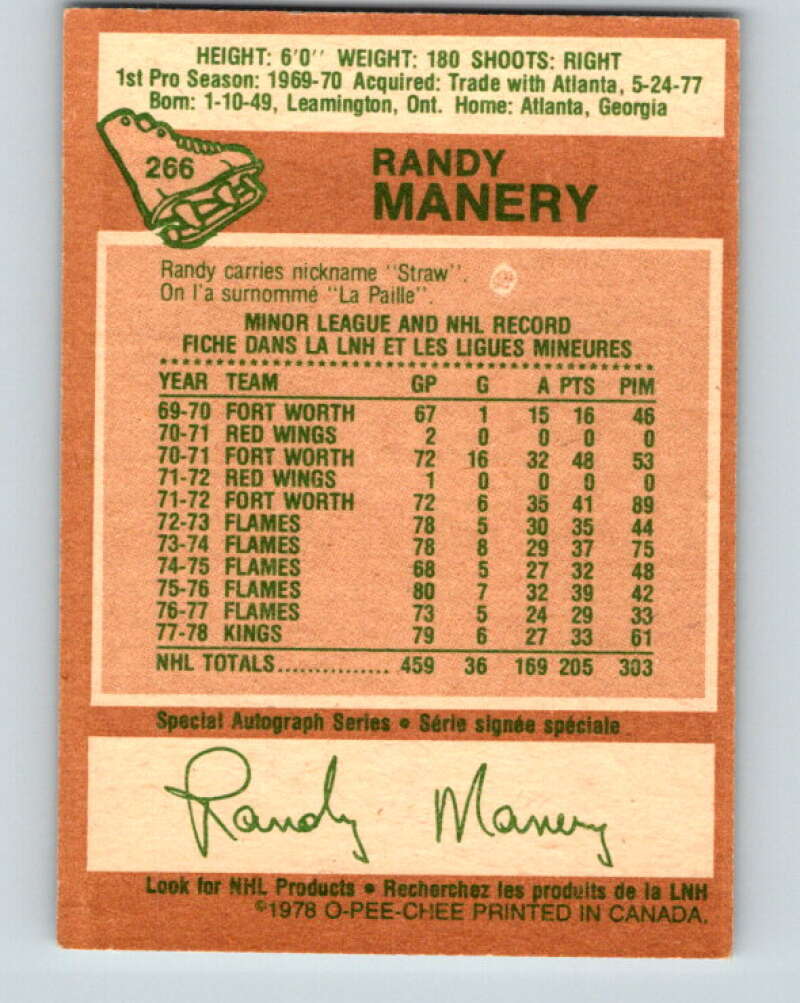 HEIGHT: 6'0'' WEIGHT: 180 SHOOTS: RIGHT
1st Pro Season: 1969-70 Acquired: Trade with Atlanta, 5-24-77
Born: 1-10-49, Leamington, Ont. Home: Atlanta, Georgia
266
RANDY
MANERY
Randy carries nickname ''Straw''.
On l'a surnommé ''La Paille''.
MINOR LEAGUE AND NHL RECORD
FICHE DANS LA LNH ET LES LIGUES MINEURES
YEAR TEAM GP G A PTS PIM
69-70 FORT WORTH 67 1 15 16 46
70-71 RED WINGS 2 0 0 0 0
70-71 FORT WORTH 72 16 32 48 53
71-72 RED WINGS 1 0 0 0 0
71-72 FORT WORTH 72 6 35 41 89
72-73 FLAMES 78 5 30 35 44
73-74 FLAMES 78 8 29 37 75
74-75 FLAMES 68 5 27 32 48
75-76 FLAMES 80 7 32 39 42
76-77 FLAMES 73 5 24 29 33
77-78 KINGS 79 6 27 33 61
NHL TOTALS............... 459 36 169 205 303
Special Autograph Series • Série signée spéciale
Randy Manery
Look for NHL Products • Recherchez les produits de la LNH
©1978 O-PEE-CHEE PRINTED IN CANADA.